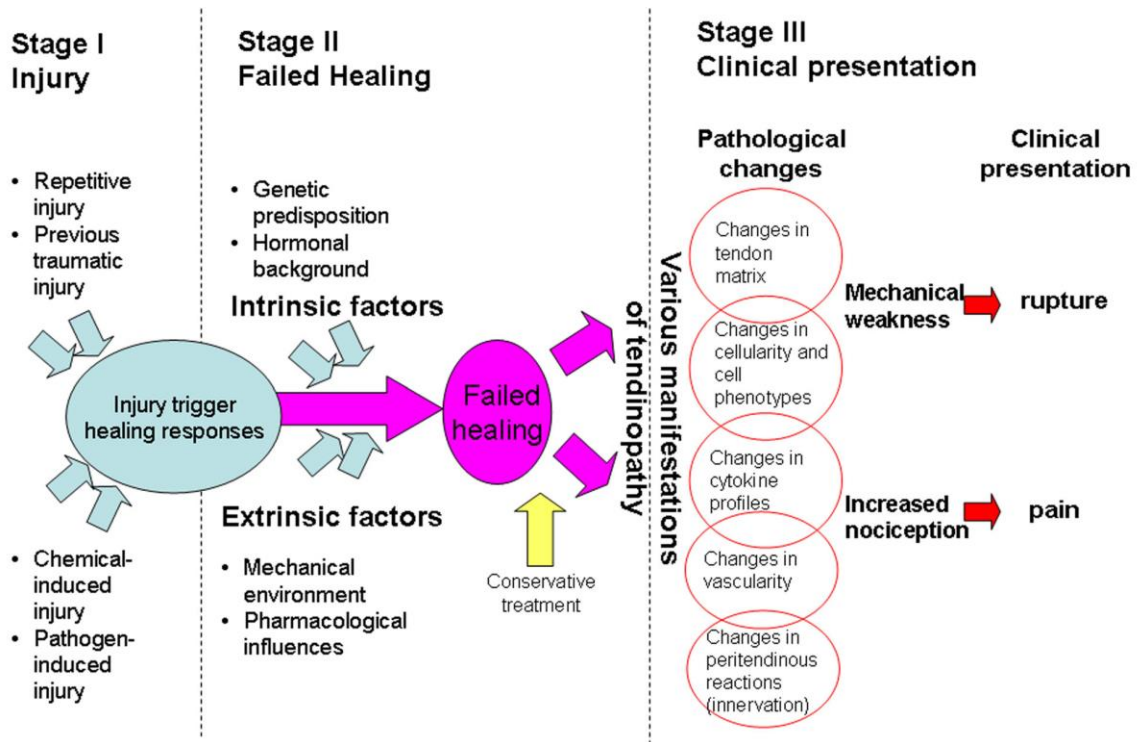 Stage I
Injury
Stage II
Failed Healing
Stage III
Clinical presentation
• Repetitive
injury
• Previous
traumatic
injury
• Genetic
predisposition
• Hormonal
background
Intrinsic factors
Injury trigger
healing responses
Failed
healing
Extrinsic factors
• Mechanical
environment
• Pharmacological
influences
• Chemical-
induced
injury
• Pathogen-
induced
injury
Conservative
treatment
Various manifestations
of tendinopathy
Pathological
changes
Clinical
presentation
Changes in
tendon
matrix
Changes in
cellularity and
cell
phenotypes
Changes in
cytokine
profiles
Changes in
vascularity
Changes in
peritendinous
reactions
(innervation)
Mechanical
weakness
rupture
Increased
nociception
pain